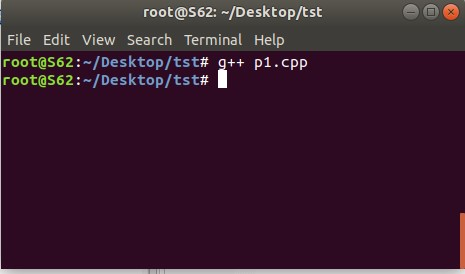 root@S62: ~/Desktop/tst
File Edit View Search Terminal Help
root@S62:~/Desktop/tst# g++ p1.cpp
root@S62:~/Desktop/tst#